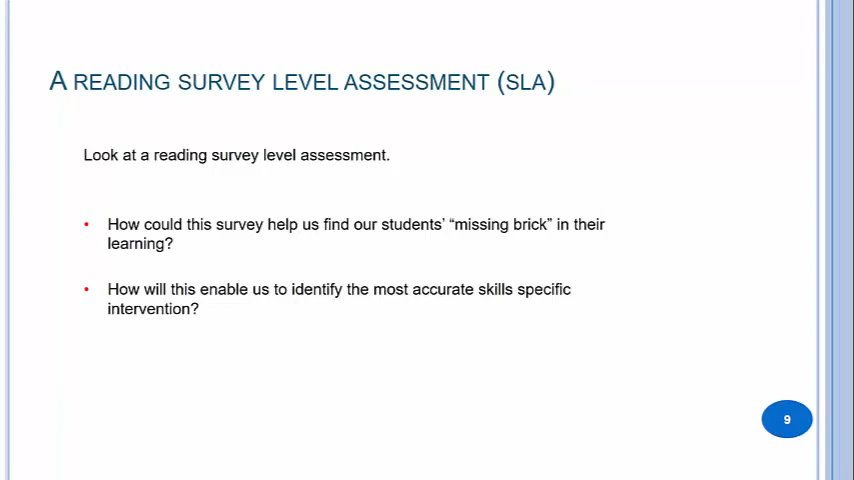 A READING SURVEY LEVEL ASSESSMENT (SLA)
Look at a reading survey level assessment.
• How could this survey help us find our students’ “missing brick” in their
learning?
• How will this enable us to identify the most accurate skills specific
intervention?
9